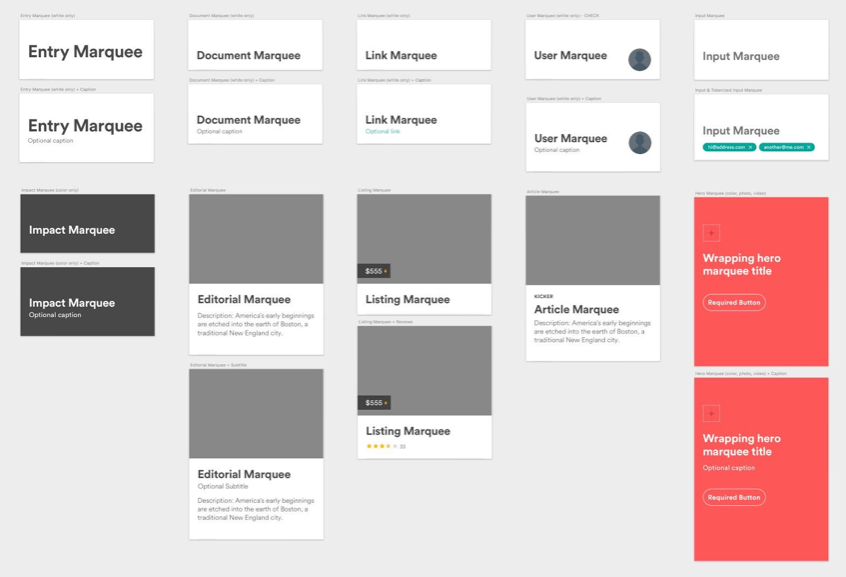 Entry Marquee (white only)
Entry Marquee
Entry Marquee (white only) + Caption
Entry Marquee
Optional caption
Document Marquee (white only)
Document Marquee
Document Marquee (white only) + Caption
Document Marquee
Optional caption
Link Marquee (white only)
Link Marquee
Link Marquee (white only) + Caption
Link Marquee
Optional link
User Marquee (white only) - CHECK
User Marquee
User Marquee (white only) + Caption
User Marquee
Optional caption
Input Marquee
Input Marquee
Input & Tokenized Input Marquee
Input Marquee
another@me.com ×
Impact Marquee (color only)
Impact Marquee
Impact Marquee (color only) + Caption
Impact Marquee
Optional caption
Editorial Marquee
Editorial Marquee
Description: America's early beginnings
are etched into the earth of Boston, a
traditional New England city.
Editorial Marquee + Subtitle
Editorial Marquee
Optional Subtitle
Description: America's early beginnings
are etched into the earth of Boston, a
traditional New England city.
Listing Marquee
$555
Listing Marquee
Listing Marquee + Reviews
$555
Listing Marquee
Article Marquee
KICKER
Article Marquee
Description: America's early beginnings
are etched into the earth of Boston, a
traditional New England city.
Hero Marquee (color, photo, video)
Wrapping hero
marquee title
Required Button
Hero Marquee (color, photo, video) + Caption
Wrapping hero
marquee title
Optional caption
Required Button